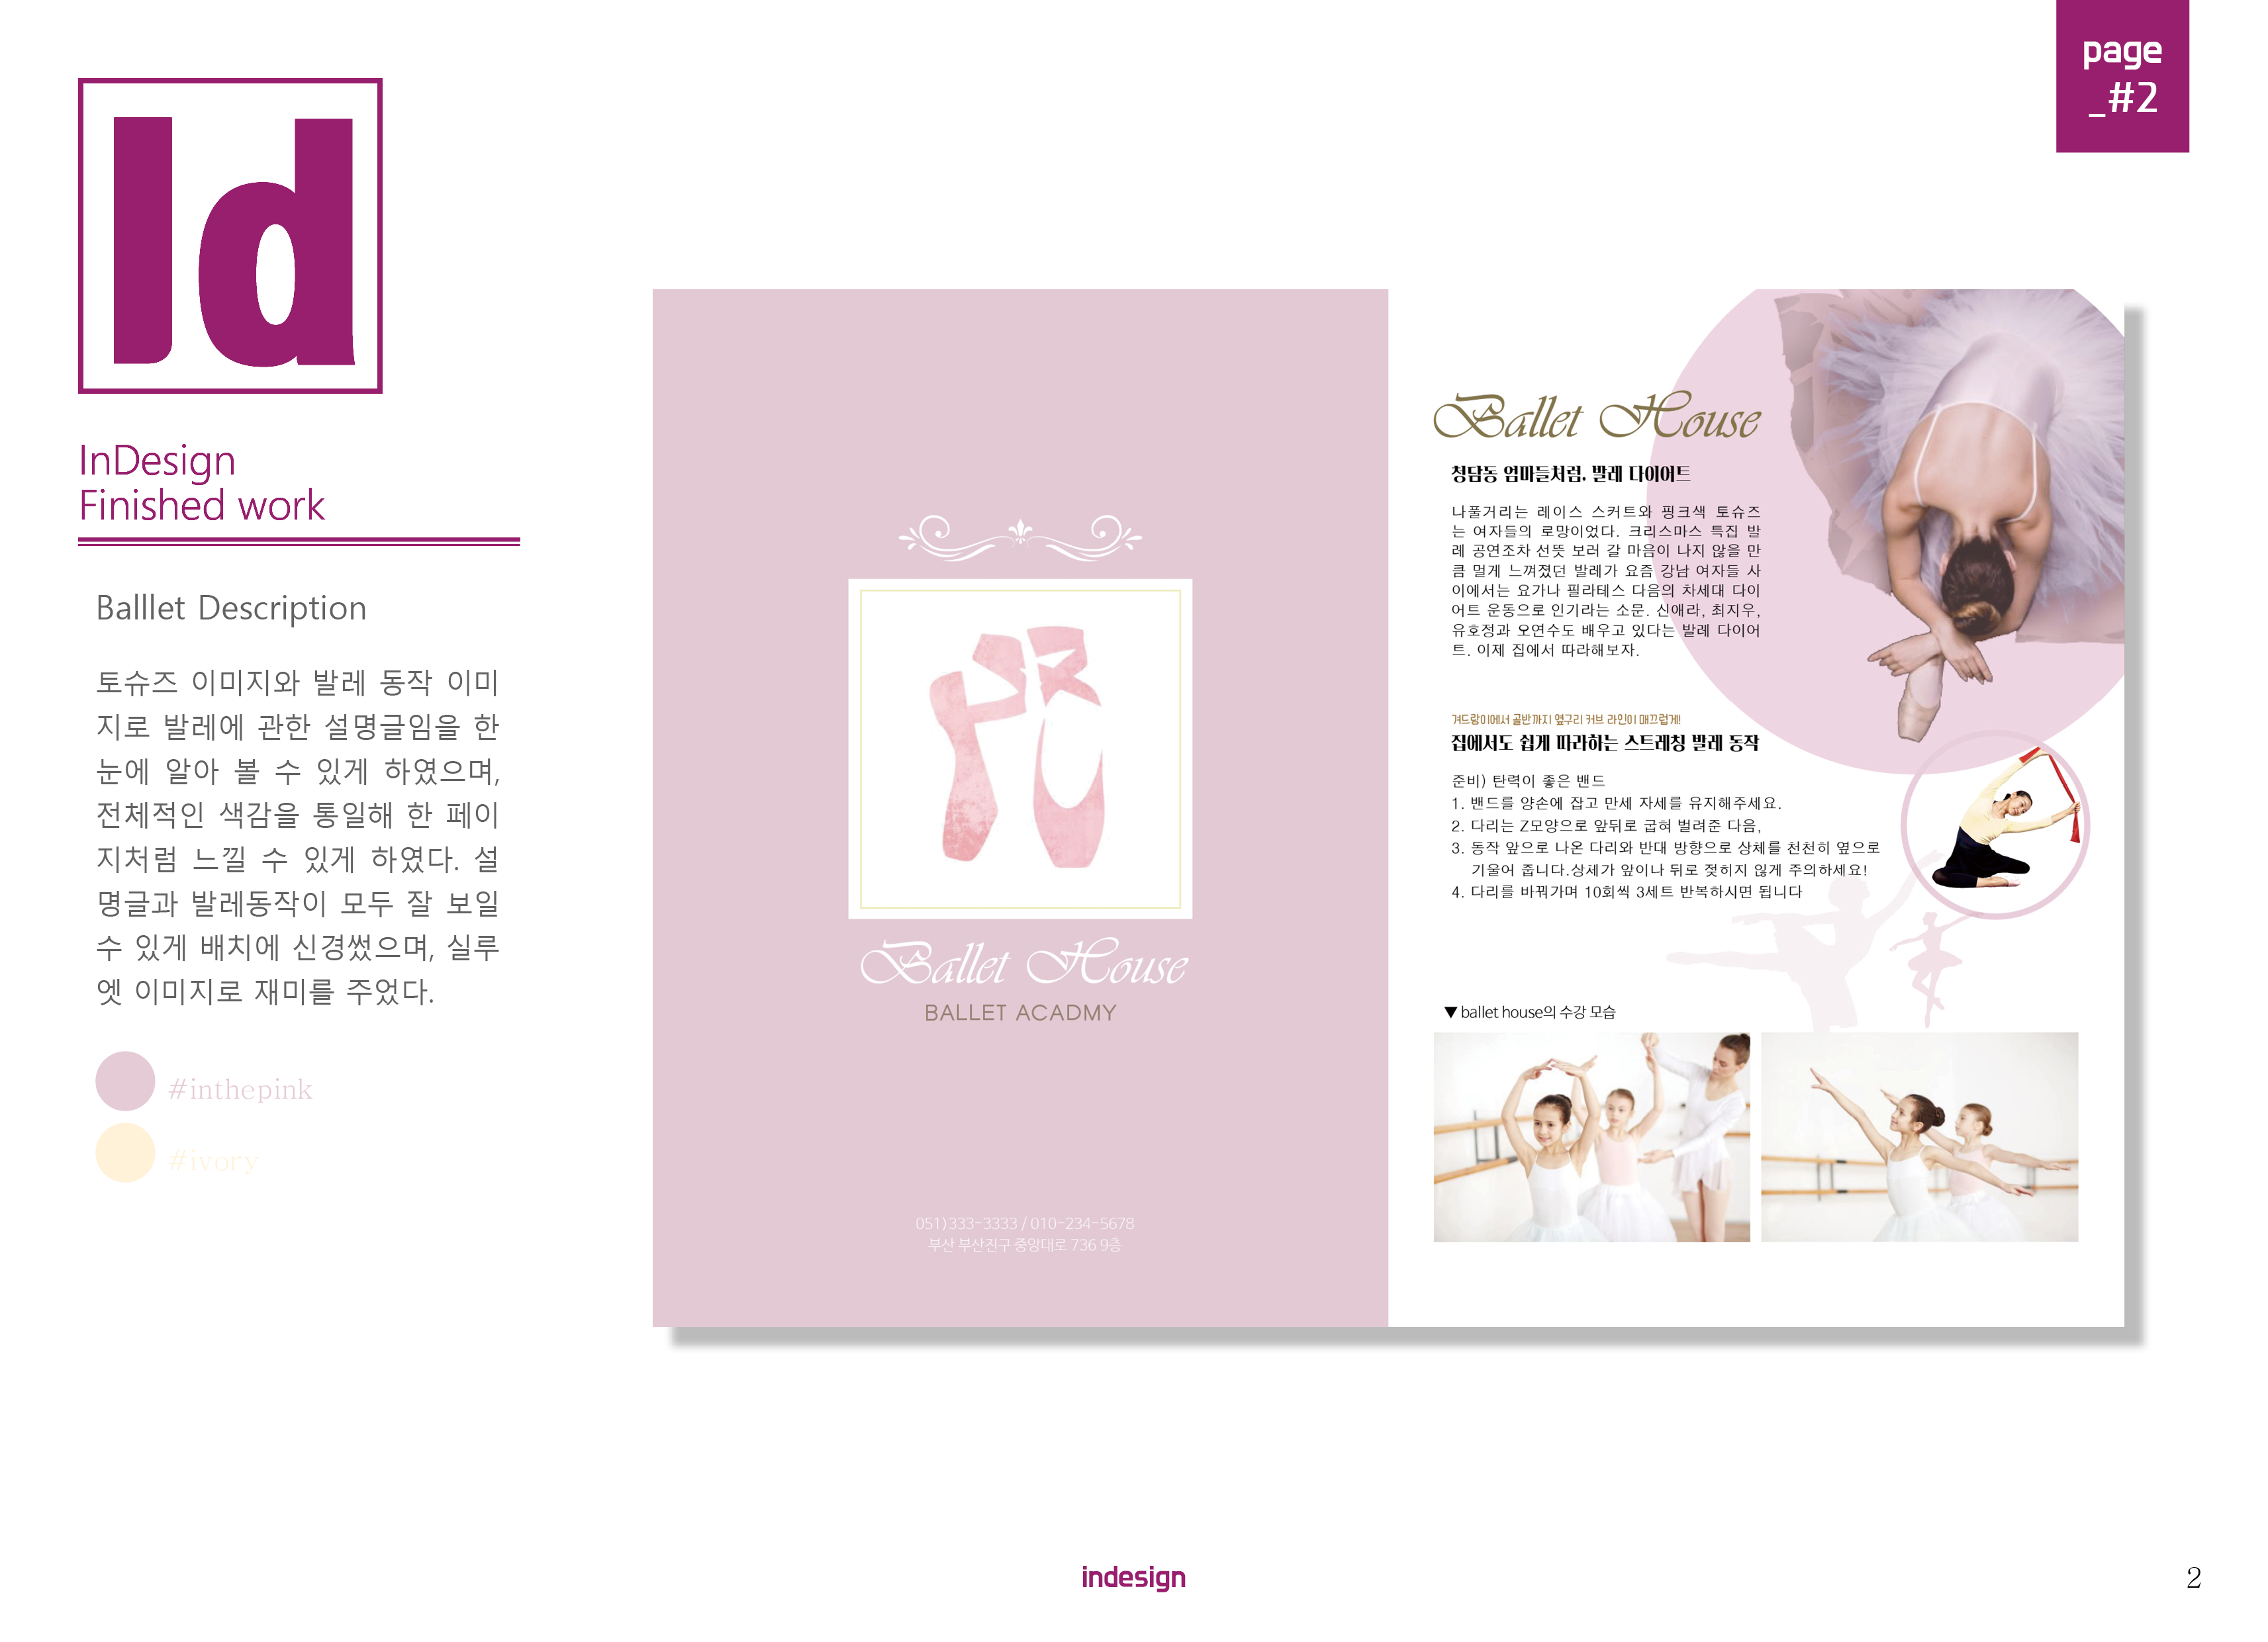 page
_#2
Id
InDesign
Finished work
Balllet Description
토슈즈 이미지와 발레 동작 이미
지로 발레에 관한 설명글임을 한
눈에 알아 볼 수 있게 하였으며,
전체적인 색감을 통일해 한 페이
지처럼 느낄 수 있게 하였다. 설
명글과 발레동작이 모두 잘 보일
수 있게 배치에 신경썼으며, 실루
엣 이미지로 재미를 주었다.
#inthepink
#ivory
Ballet House
BALLET ACADMY
051)333-3333 / 010-234-5678
부산 부산진구 중앙대로 736 9층
Ballet House
청담동 엄마들처럼, 발레 다이어트
나풀거리는 레이스 스커트와 핑크색 토슈즈
는 여자들의 로망이었다. 크리스마스 특집 발
레 공연조차 선뜻 보러 갈 마음이 나지 않을 만
큼 멀게 느껴졌던 발레가 요즘 강남 여자들 사
이에서는 요가나 필라테스 다음의 차세대 다이
어트 운동으로 인기라는 소문. 신애라, 최지우,
유호정과 오연수도 배우고 있다는 발레 다이어
트. 이제 집에서 따라해보자.
겨드랑이에서 골반까지 옆구리 커브 라인이 매끄럽게!
집에서도 쉽게 따라하는 스트레칭 발레 동작
준비) 탄력이 좋은 밴드
1. 밴드를 양손에 잡고 만세 자세를 유지해주세요.
2. 다리는 Z모양으로 앞뒤로 굽혀 벌려준 다음,
3. 동작 앞으로 나온 다리와 반대 방향으로 상체를 천천히 옆으로
기울어 줍니다.상체가 앞이나 뒤로 젖히지 않게 주의하세요!
4. 다리를 바꿔가며 10회씩 3세트 반복하시면 됩니다
▼ ballet house의 수강 모습
indesign
2